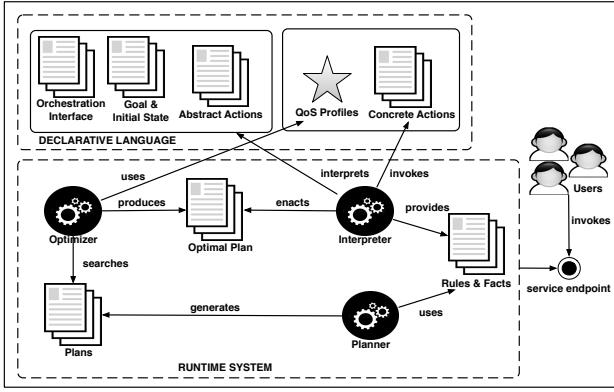 Orchestration
Interface
Goal &
Initial State
Abstract Actions
QoS Profiles
Concrete Actions
DECLARATIVE LANGUAGE
uses
interprets
invokes
Users
produces
enacts
provides
invokes
Optimizer
Optimal Plan
Interpreter
searches
Rules & Facts
service endpoint
generates
uses
Plans
Planner
RUNTIME SYSTEM